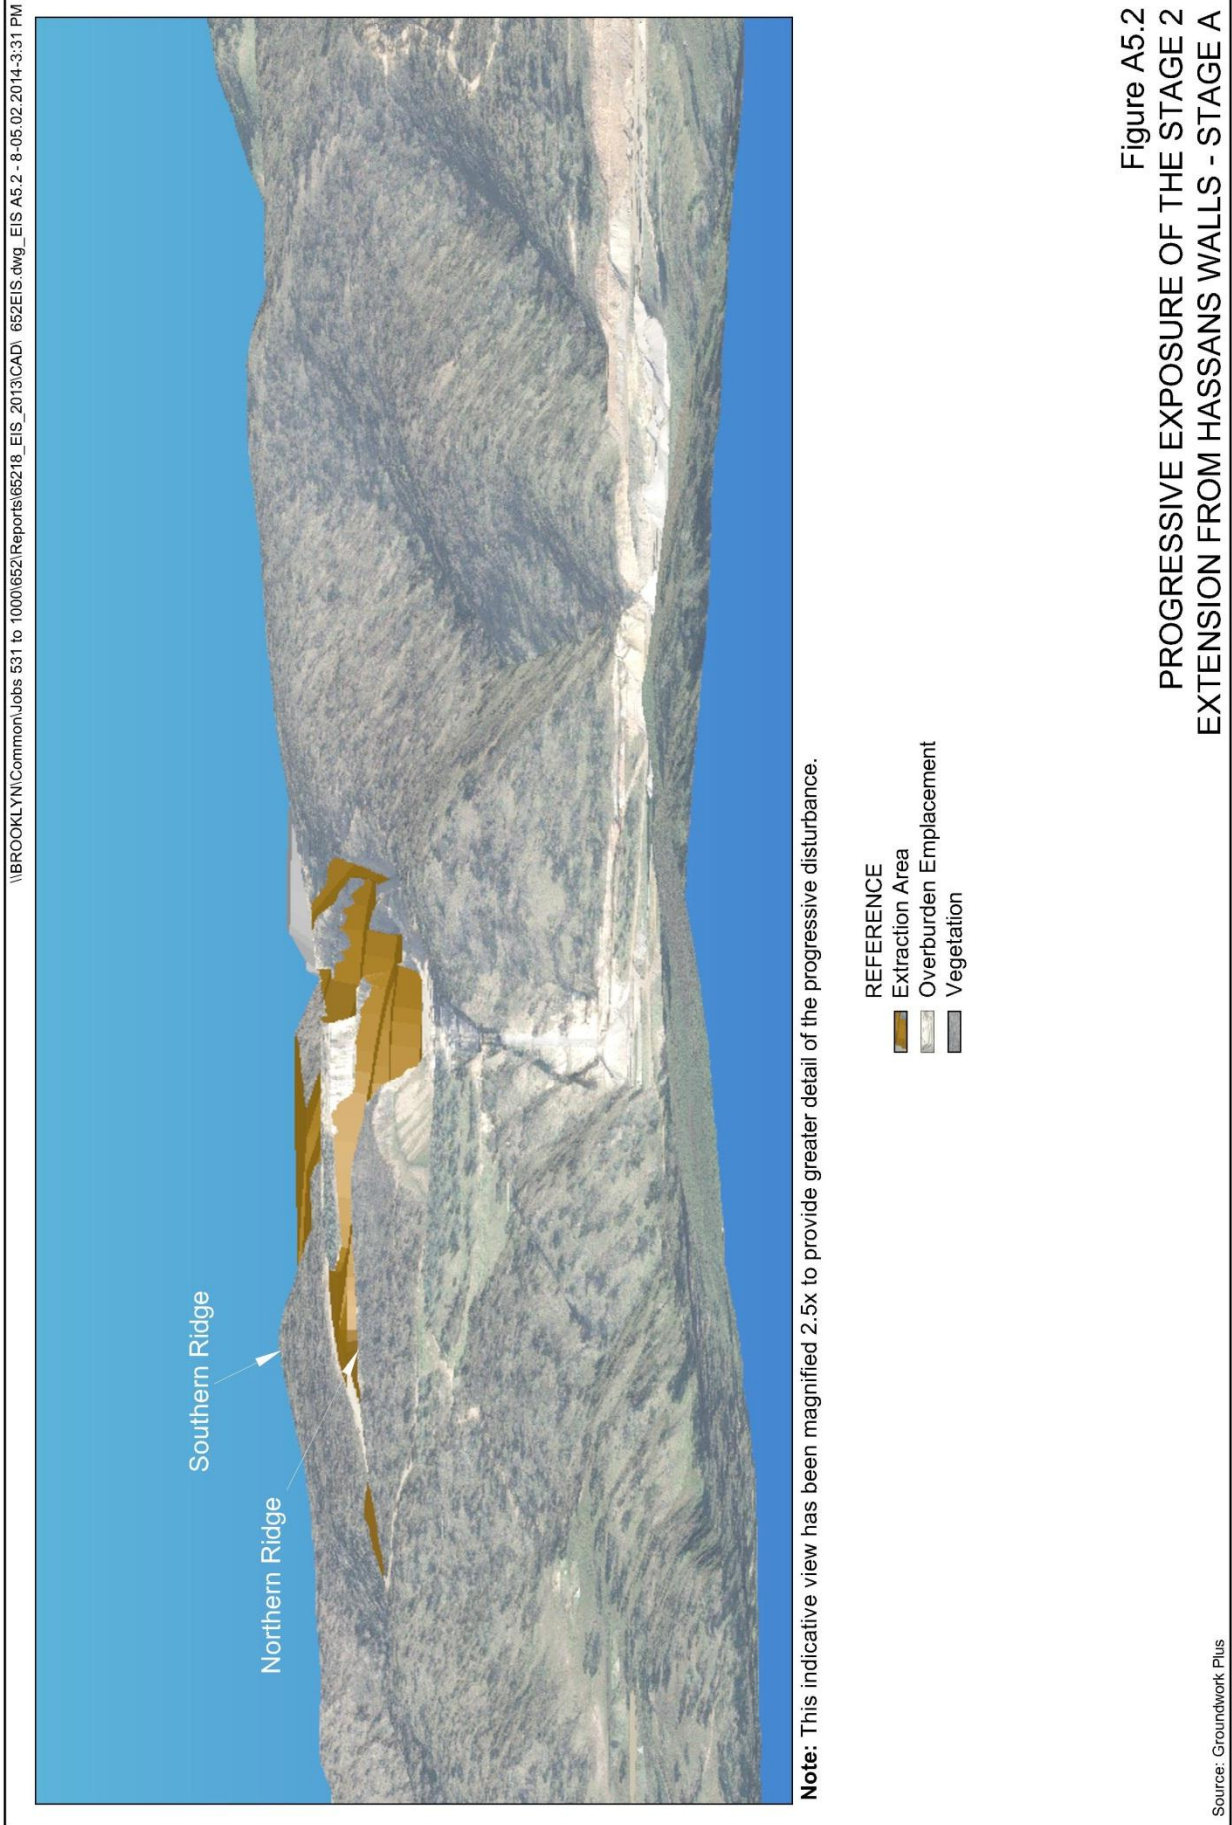 \\BROOKLYN\Common\Jobs 531 to 1000\652\Reports\65218_EIS_2013\CAD\ 652EIS.dwg_EIS A5.2 - 8-05.02.2014-3:31 PM
Southern Ridge
Northern Ridge
Note: This indicative view has been magnified 2.5x to provide greater detail of the progressive disturbance.
REFERENCE
Extraction Area
Overburden Emplacement
Vegetation
Figure A5.2
PROGRESSIVE EXPOSURE OF THE STAGE 2
EXTENSION FROM HASSANS WALLS - STAGE A
Source: Groundwork Plus